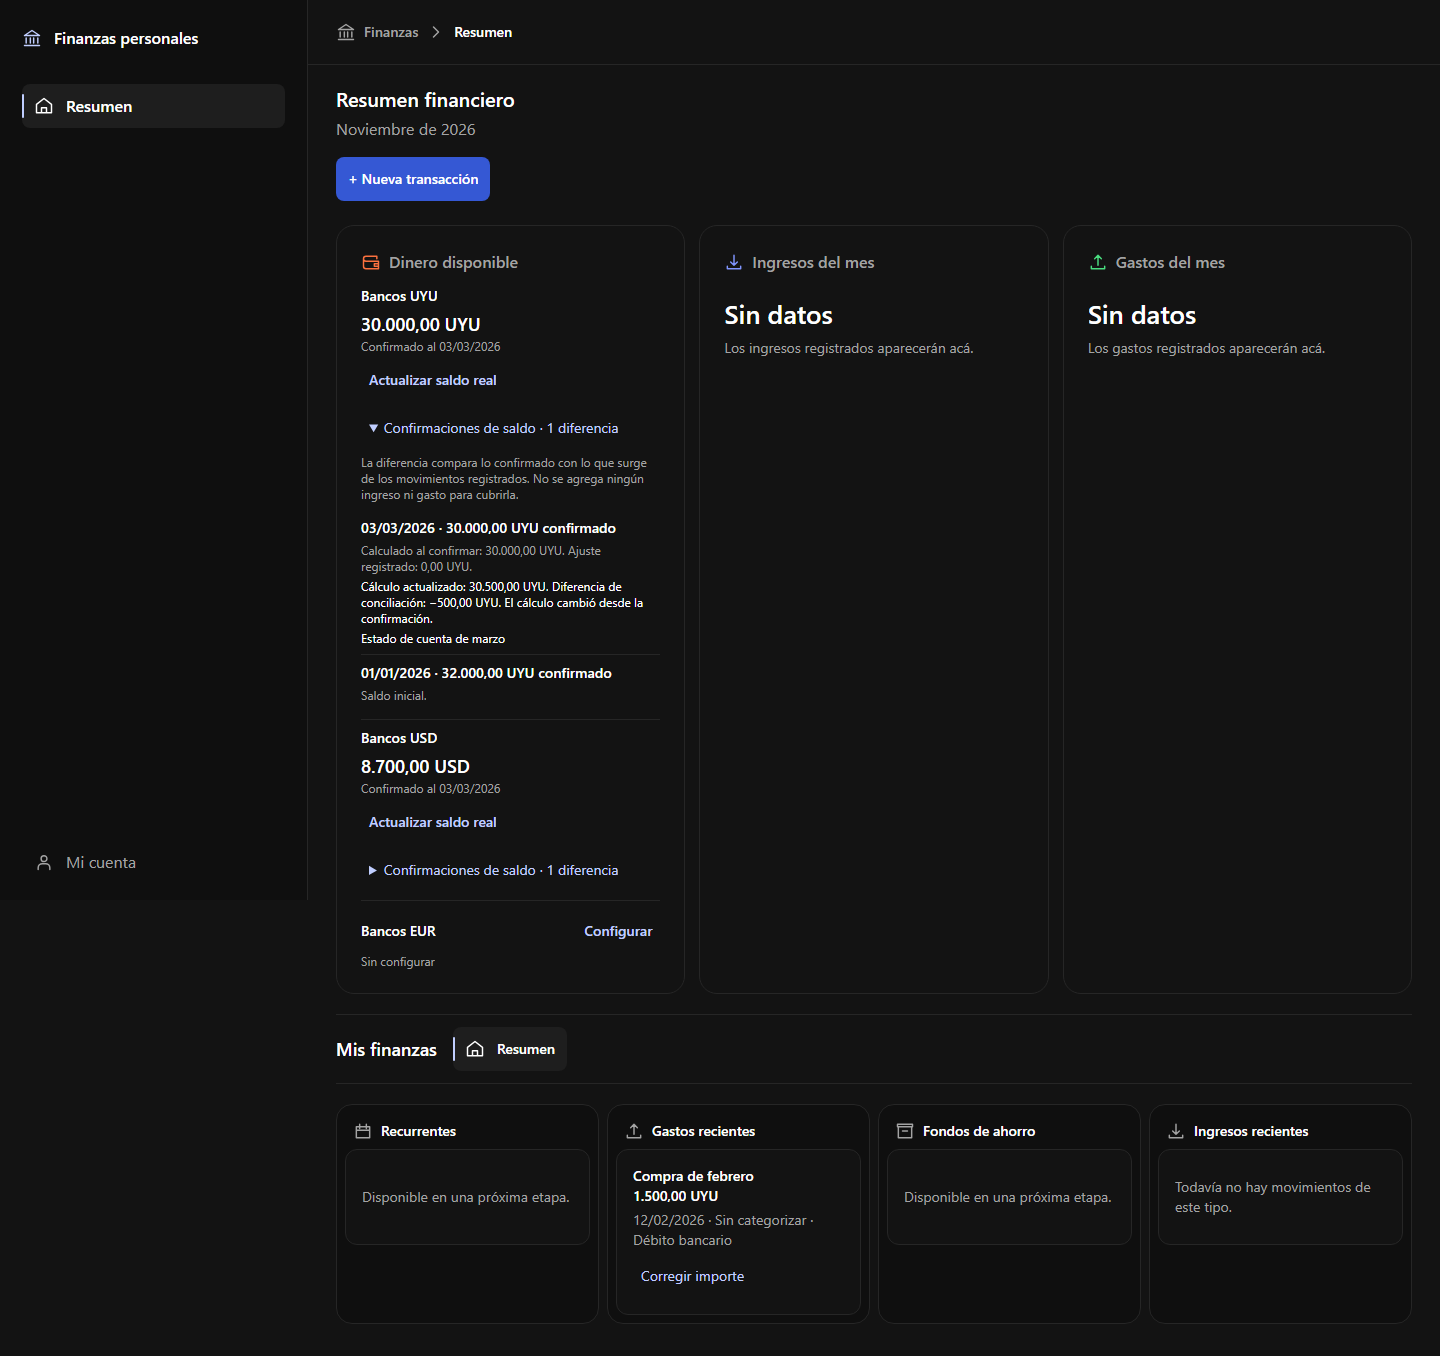 Finanzas personales
Resumen
Mi cuenta
Finanzas
Resumen
Resumen financiero
Noviembre de 2026
+ Nueva transacción
Dinero disponible
Bancos UYU
30.000,00 UYU
Confirmado al 03/03/2026
Actualizar saldo real
Confirmaciones de saldo · 1 diferencia
La diferencia compara lo confirmado con lo que surge
de los movimientos registrados. No se agrega ningún
ingreso ni gasto para cubrirla.
03/03/2026 · 30.000,00 UYU confirmado
Calculado al confirmar: 30.000,00 UYU. Ajuste
registrado: 0,00 UYU.
Cálculo actualizado: 30.500,00 UYU. Diferencia de
conciliación: −500,00 UYU. El cálculo cambió desde la
confirmación.
Estado de cuenta de marzo
01/01/2026 · 32.000,00 UYU confirmado
Saldo inicial.
Bancos USD
8.700,00 USD
Confirmado al 03/03/2026
Actualizar saldo real
Confirmaciones de saldo · 1 diferencia
Bancos EUR
Configurar
Sin configurar
Ingresos del mes
Sin datos
Los ingresos registrados aparecerán acá.
Gastos del mes
Sin datos
Los gastos registrados aparecerán acá.
Mis finanzas
Resumen
Recurrentes
Disponible en una próxima etapa.
Gastos recientes
Compra de febrero
1.500,00 UYU
12/02/2026 · Sin categorizar ·
Débito bancario
Corregir importe
Fondos de ahorro
Disponible en una próxima etapa.
Ingresos recientes
Todavía no hay movimientos de
este tipo.